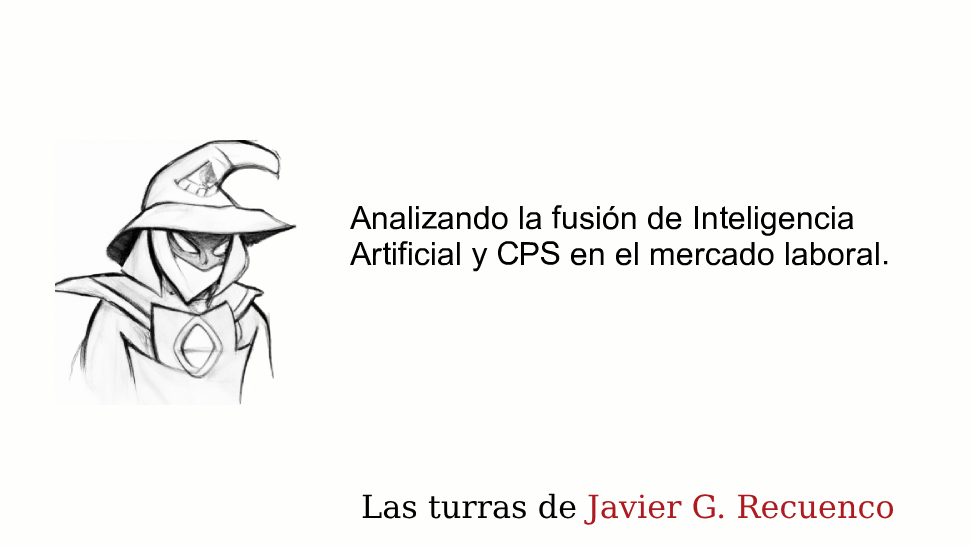 Analizando la fusión de Inteligencia
Artificial y CPS en el mercado laboral.
Las turras de Javier G. Recuenco